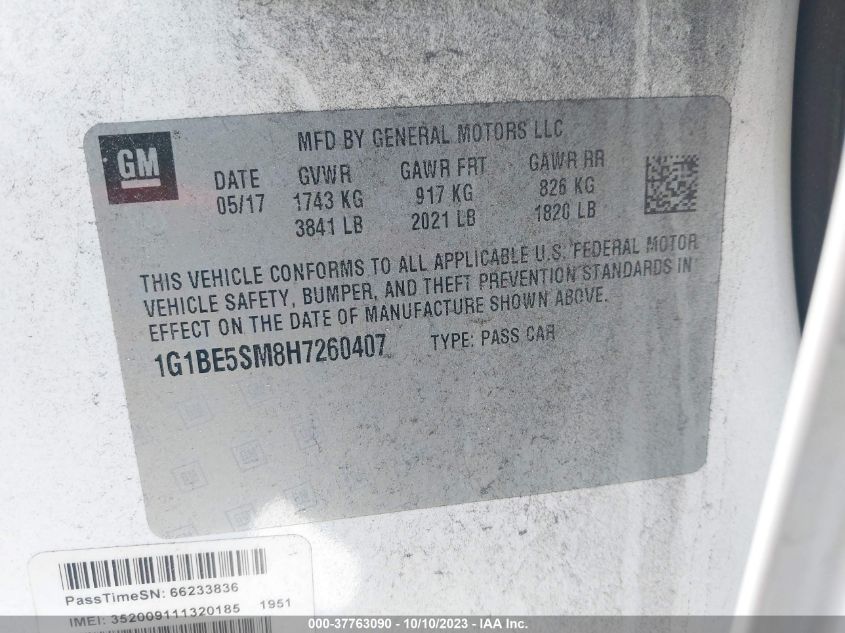 GM
MFD BY GENERAL MOTORS LLC
DATE GVWR GAWR FRT GAWR RR
05/17 1743 KG 917 KG 826 KG
3841 LB 2021 LB 1820 LB
THIS VEHICLE CONFORMS TO ALL APPLICABLE U.S. FEDERAL MOTOR
VEHICLE SAFETY, BUMPER, AND THEFT PREVENTION STANDARDS IN
EFFECT ON THE DATE OF MANUFACTURE SHOWN ABOVE.
1G1BE5SM8H7260407 TYPE: PASS CAR
PassTimeSN: 66233836
IMEI: 352009111320185 1951
000-37763090 - 10/10/2023 - IAA Inc.